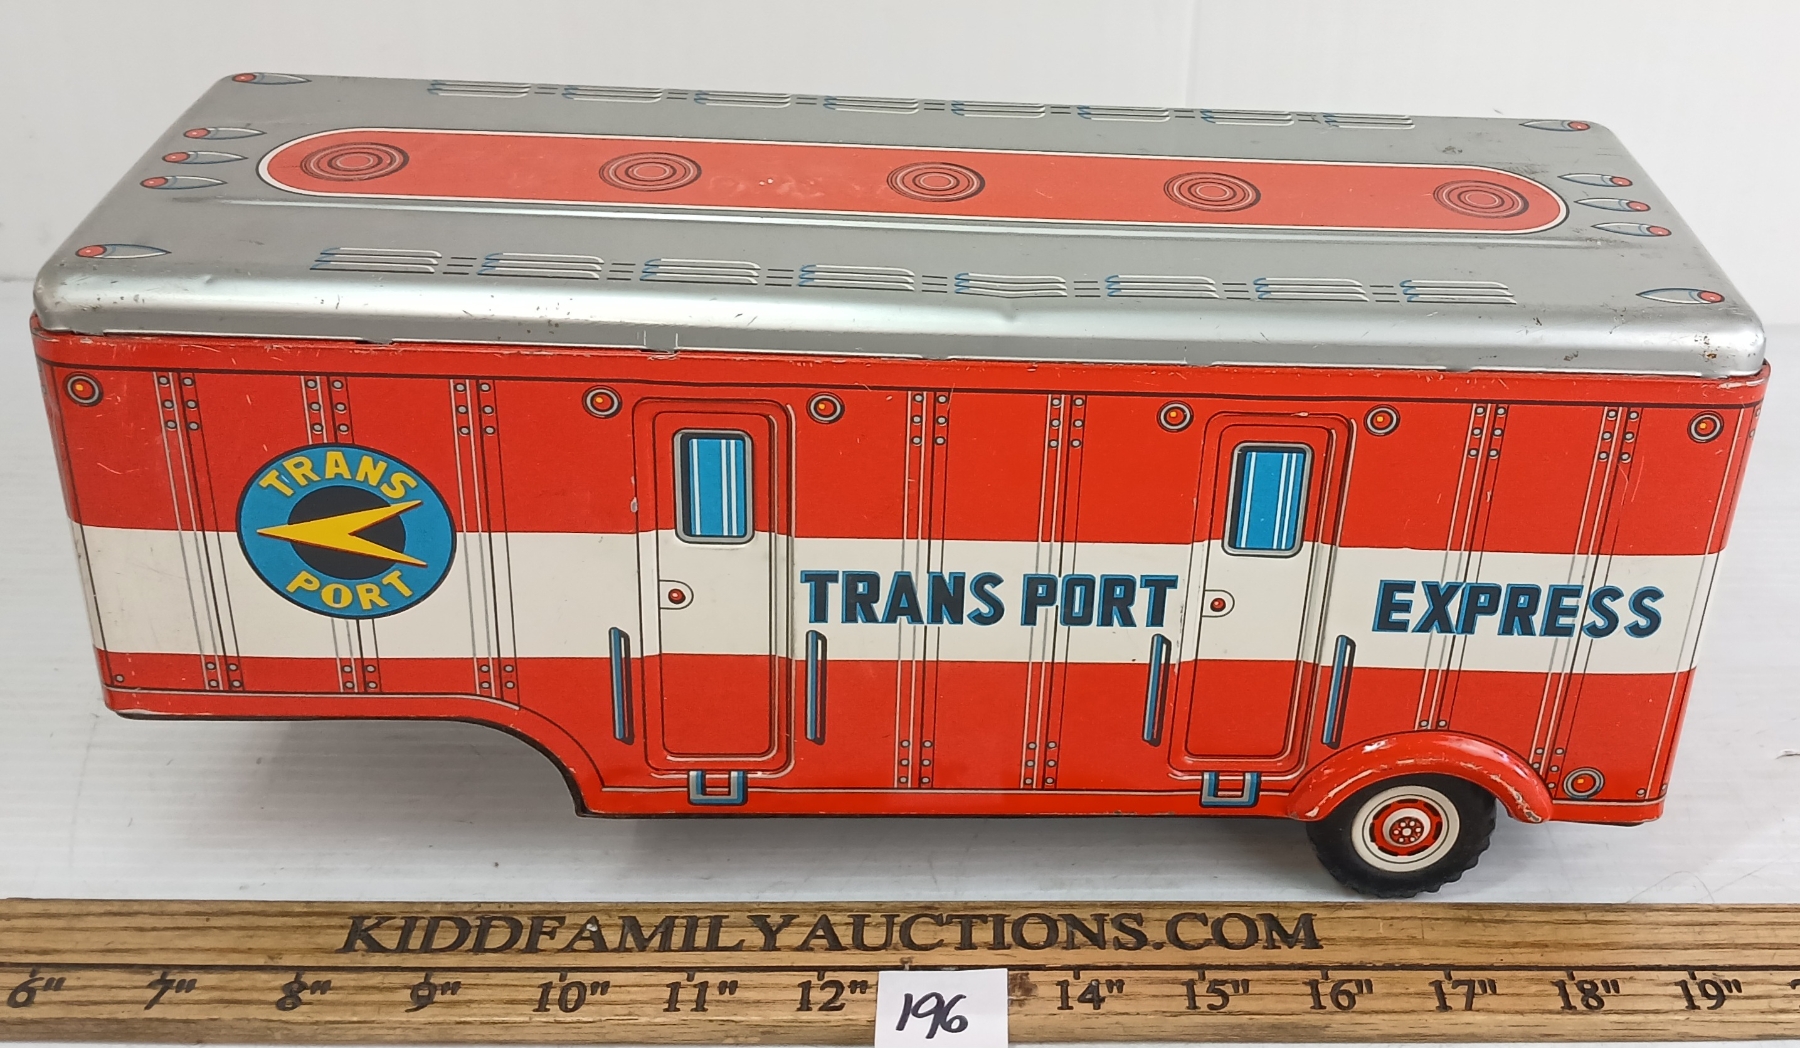 TRANS
PORT
TRANS PORT EXPRESS
KIDDFAMILYAUCTIONS.COM
6" 7" 8" 9" 10" 11" 12" 14" 15" 16" 17" 18" 19"
196